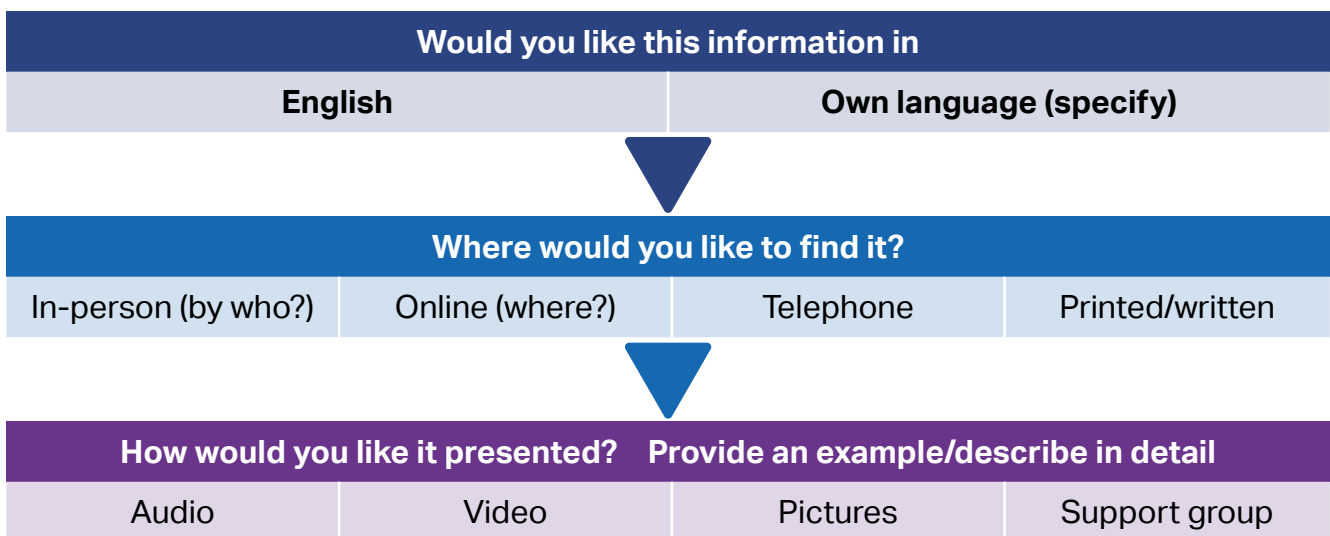 Would you like this information in
English Own language (specify)
Where would you like to find it?
In-person (by who?) Online (where?) Telephone Printed/written
How would you like it presented? Provide an example/describe in detail
Audio Video Pictures Support group